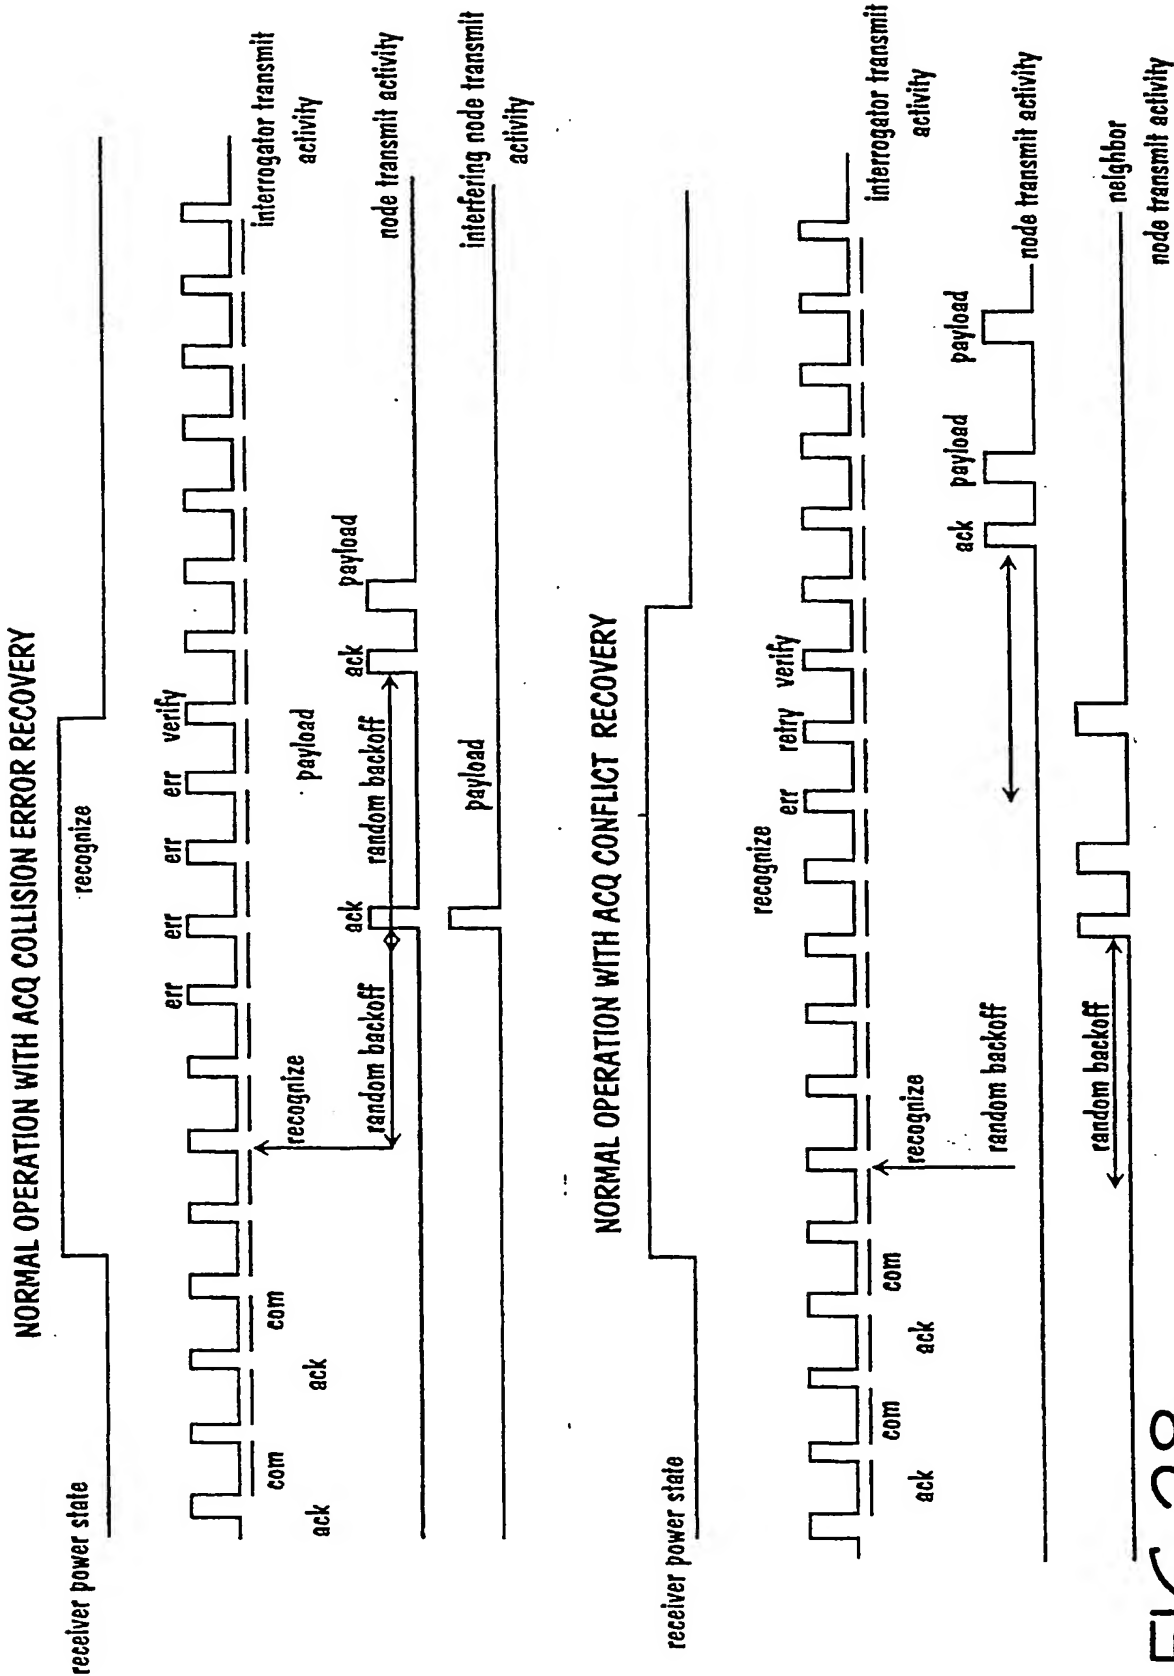 NORMAL OPERATION WITH ACQ COLLISION ERROR RECOVERY
receiver power state
recognize
err
err
err
err
verify
com
com
interrogator transmit
activity
ack
ack
recognize
payload
random backoff
ack
random backoff
ack
payload
node transmit activity
payload
interfering node transmit
activity
NORMAL OPERATION WITH ACQ CONFLICT RECOVERY
receiver power state
recognize
err
retry
verify
com
com
interrogator transmit
activity
ack
ack
recognize
random backoff
ack
payload
payload
node transmit activity
random backoff
neighbor
node transmit activity